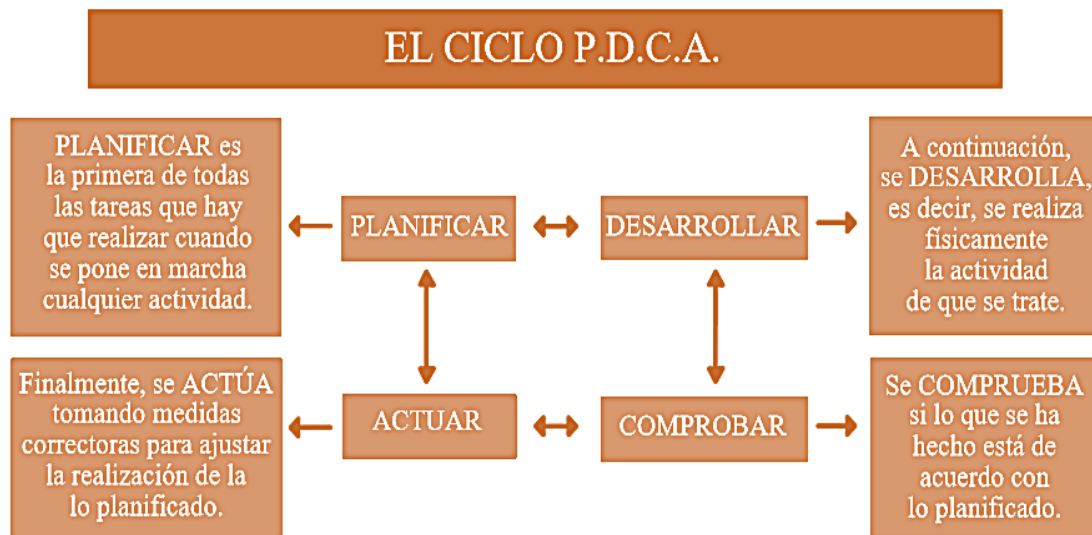 EL CICLO P.D.C.A.
PLANIFICAR es
la primera de todas
las tareas que hay
que realizar cuando
se pone en marcha
cualquier actividad.
PLANIFICAR
DESARROLLAR
A continuación,
se DESARROLLA,
es decir, se realiza
físicamente
la actividad
de que se trate.
Finalmente, se ACTÚA
tomando medidas
correctoras para ajustar
la realización de la
lo planificado.
ACTUAR
COMPROBAR
Se COMPRUEBA
si lo que se ha
hecho está de
acuerdo con
lo planificado.